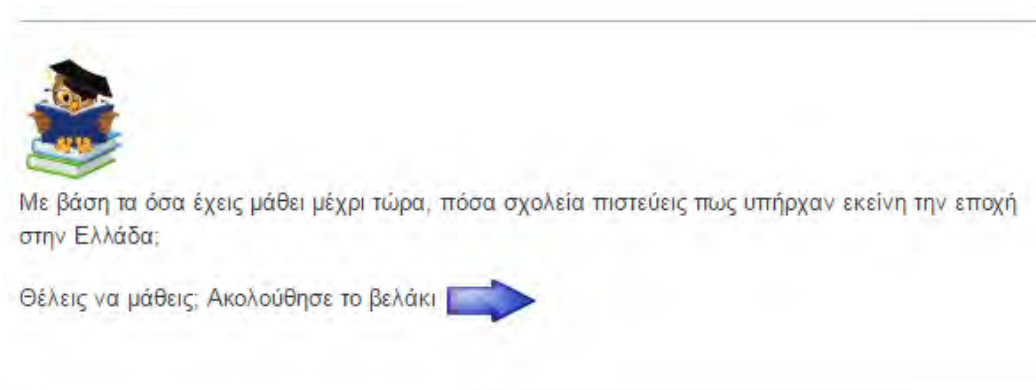 Με βάση τα όσα έχεις μάθει μέχρι τώρα, πόσα σχολεία πιστεύεις πως υπήρχαν εκείνη την εποχή
στην Ελλάδα;
Θέλεις να μάθεις; Ακολούθησε το βελάκι